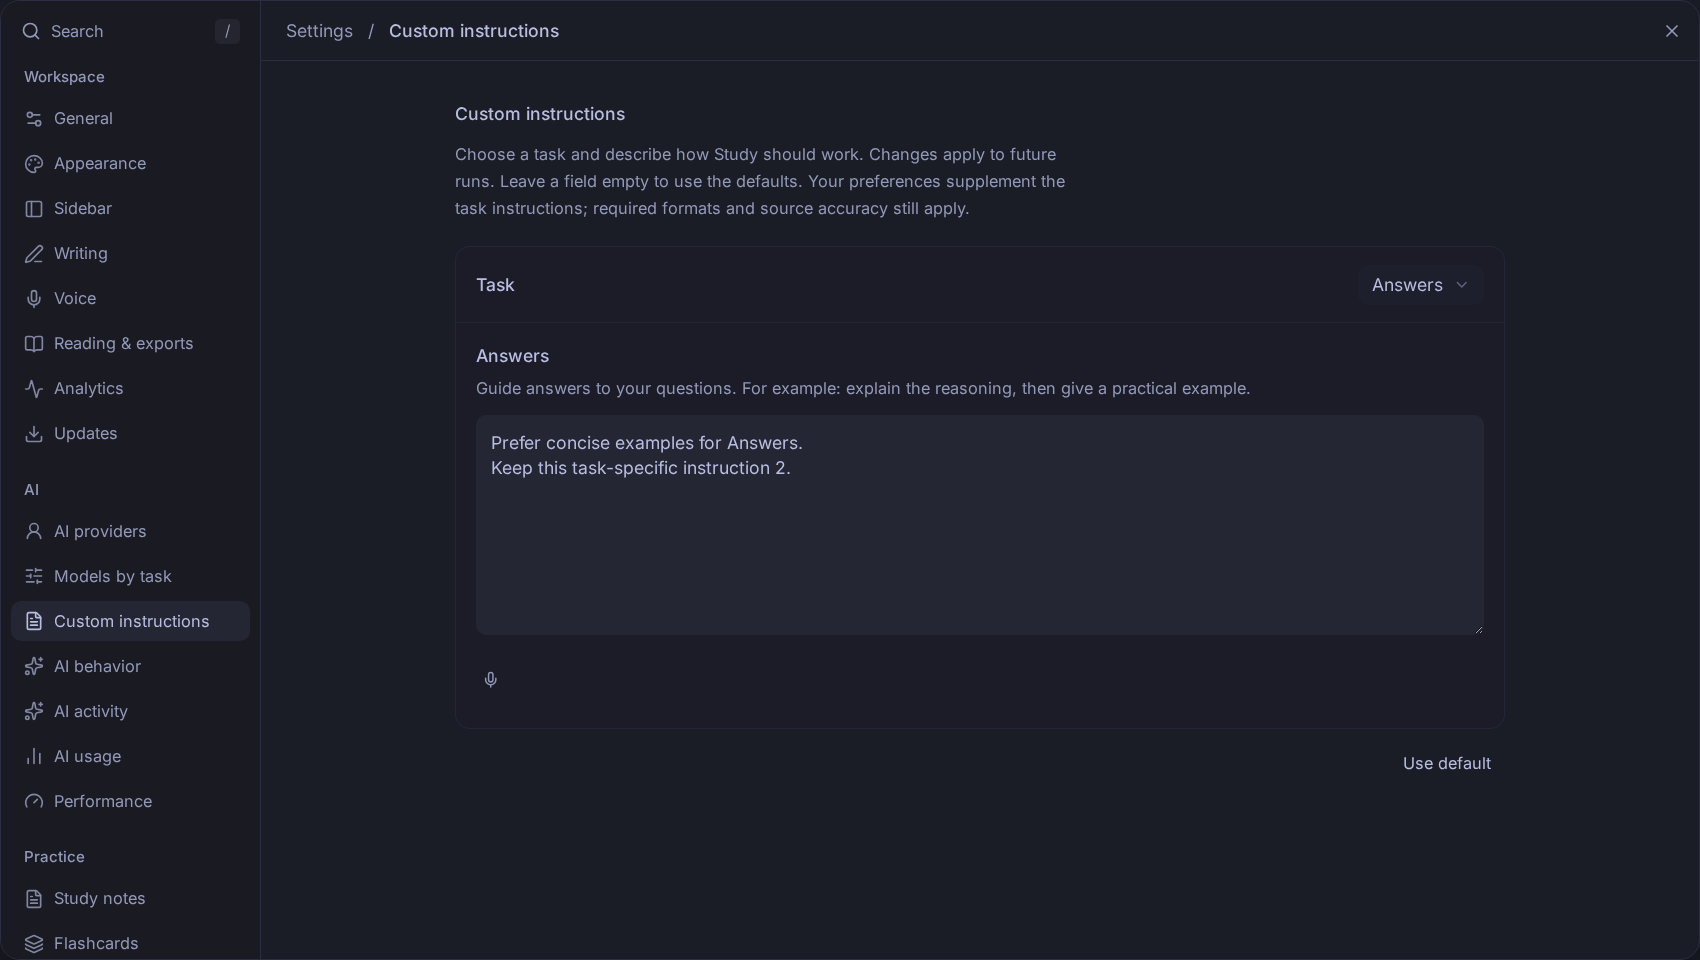 Search
/
Workspace
General
Appearance
Sidebar
Writing
Voice
Reading & exports
Analytics
Updates
AI
AI providers
Models by task
Custom instructions
AI behavior
AI activity
AI usage
Performance
Practice
Study notes
Flashcards
Settings / Custom instructions
Custom instructions
Choose a task and describe how Study should work. Changes apply to future
runs. Leave a field empty to use the defaults. Your preferences supplement the
task instructions; required formats and source accuracy still apply.
Task
Answers
Answers
Guide answers to your questions. For example: explain the reasoning, then give a practical example.
Prefer concise examples for Answers.
Keep this task-specific instruction 2.
Use default